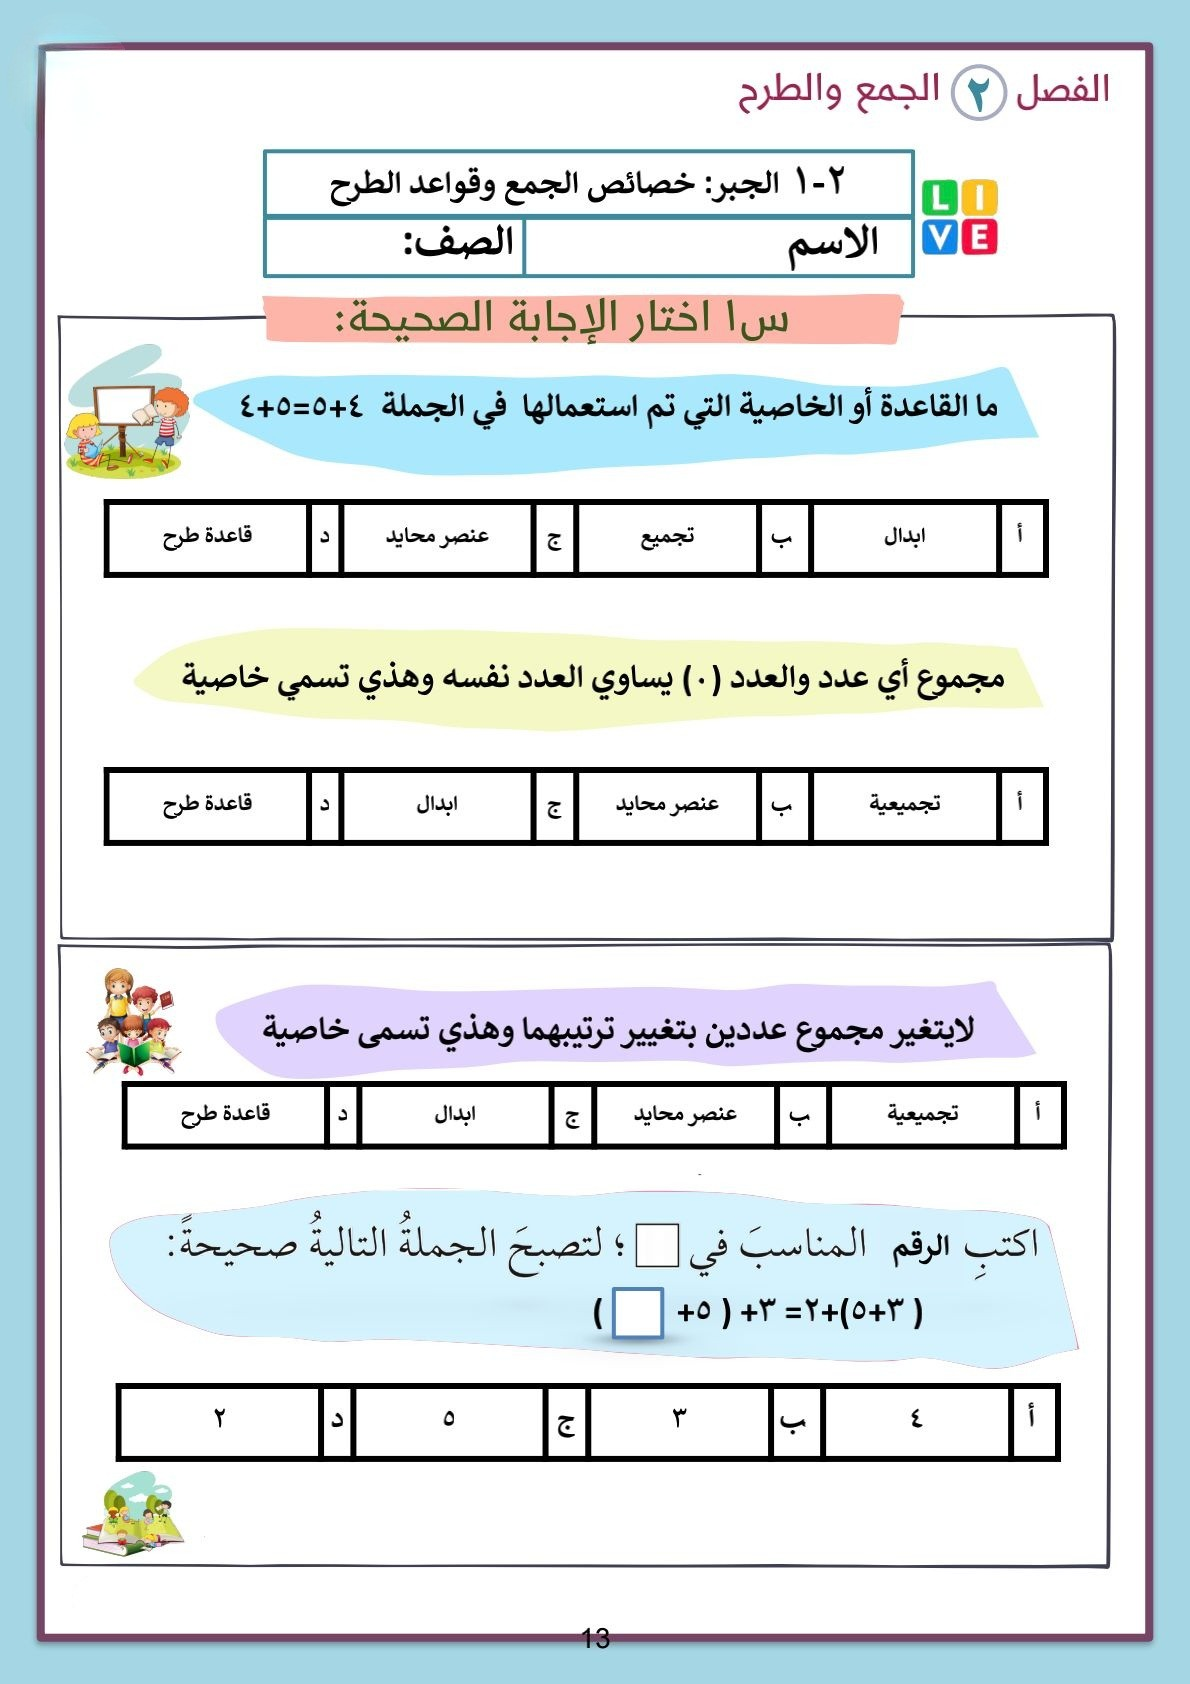 الفصل ٢ الجمع والطرح
٢-١ الجبر: خصائص الجمع وقواعد الطرح
LIVE
الاسم الصف:
س١ اختار الإجابة الصحيحة:
ما القاعدة أو الخاصية التي تم استعمالها في الجملة ٤+٥=٥+٤
أ ابدال ب تجميع ج عنصر محايد د قاعدة طرح
مجموع أي عدد والعدد (٠) يساوي العدد نفسه وهذي تسمي خاصية
أ تجميعية ب عنصر محايد ج ابدال د قاعدة طرح
لايتغير مجموع عددين بتغيير ترتيبهما وهذي تسمى خاصية
أ تجميعية ب عنصر محايد ج ابدال د قاعدة طرح
اكتبِ الرقم المناسبَ في ؛ لتصبحَ الجملةُ التاليةُ صحيحةً:
( ٣+٥)+٢= ٣+ ( ٥+ )
أ ٤ ب ٣ ج ٥ د ٢
13